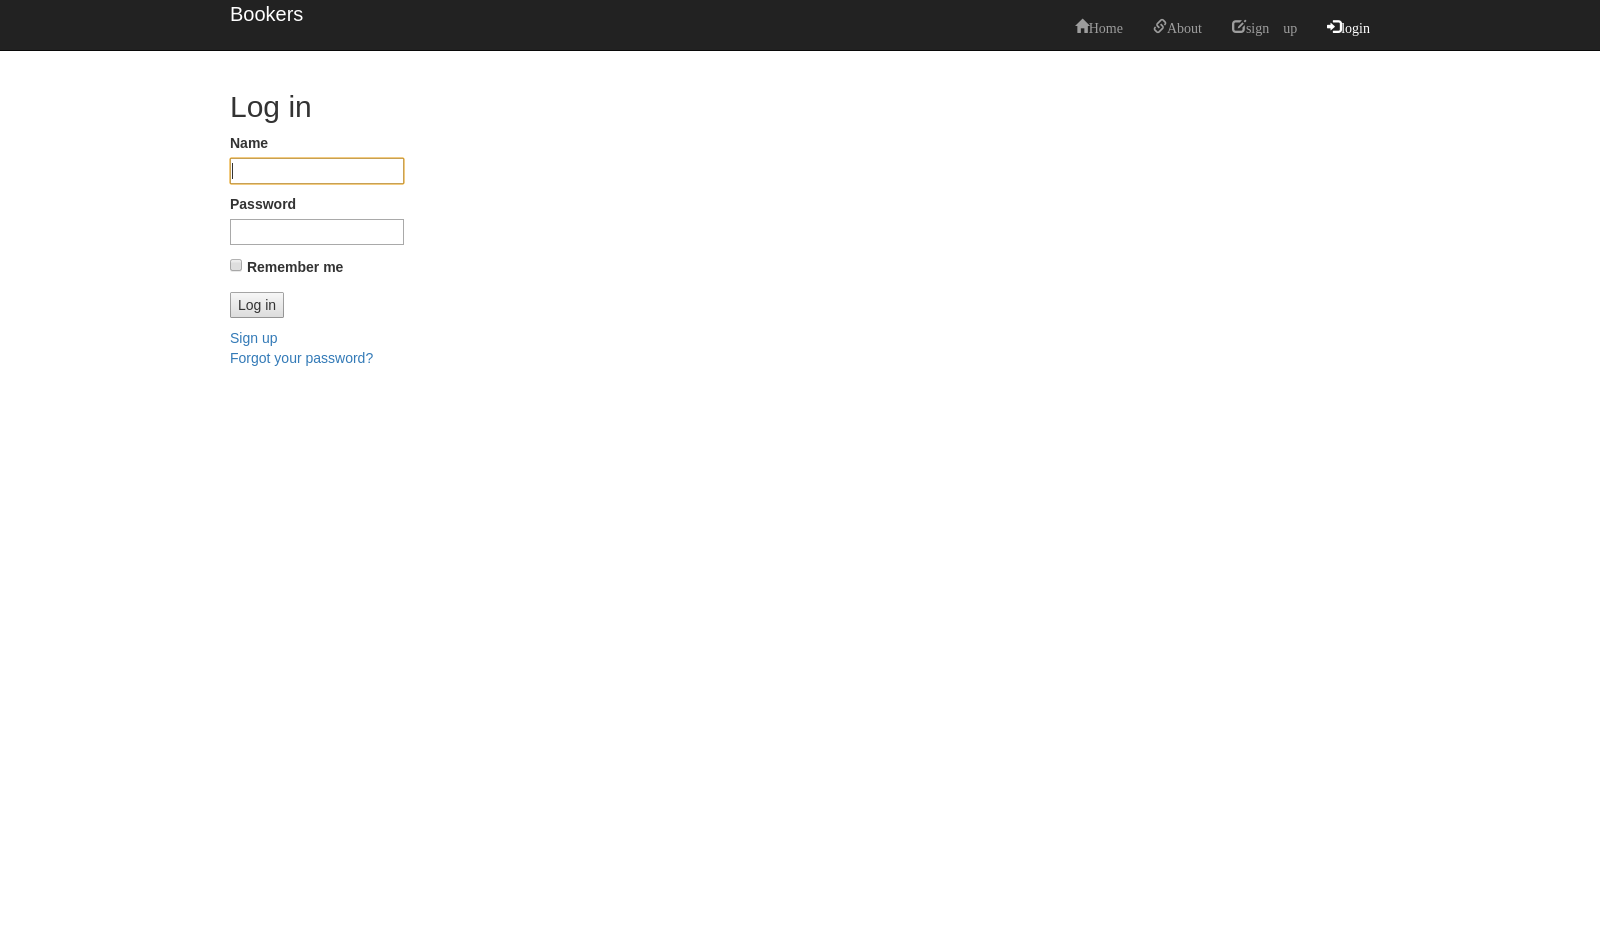 Bookers
Home About sign up login
Log in
Name
Password
Remember me
Log in
Sign up
Forgot your password?